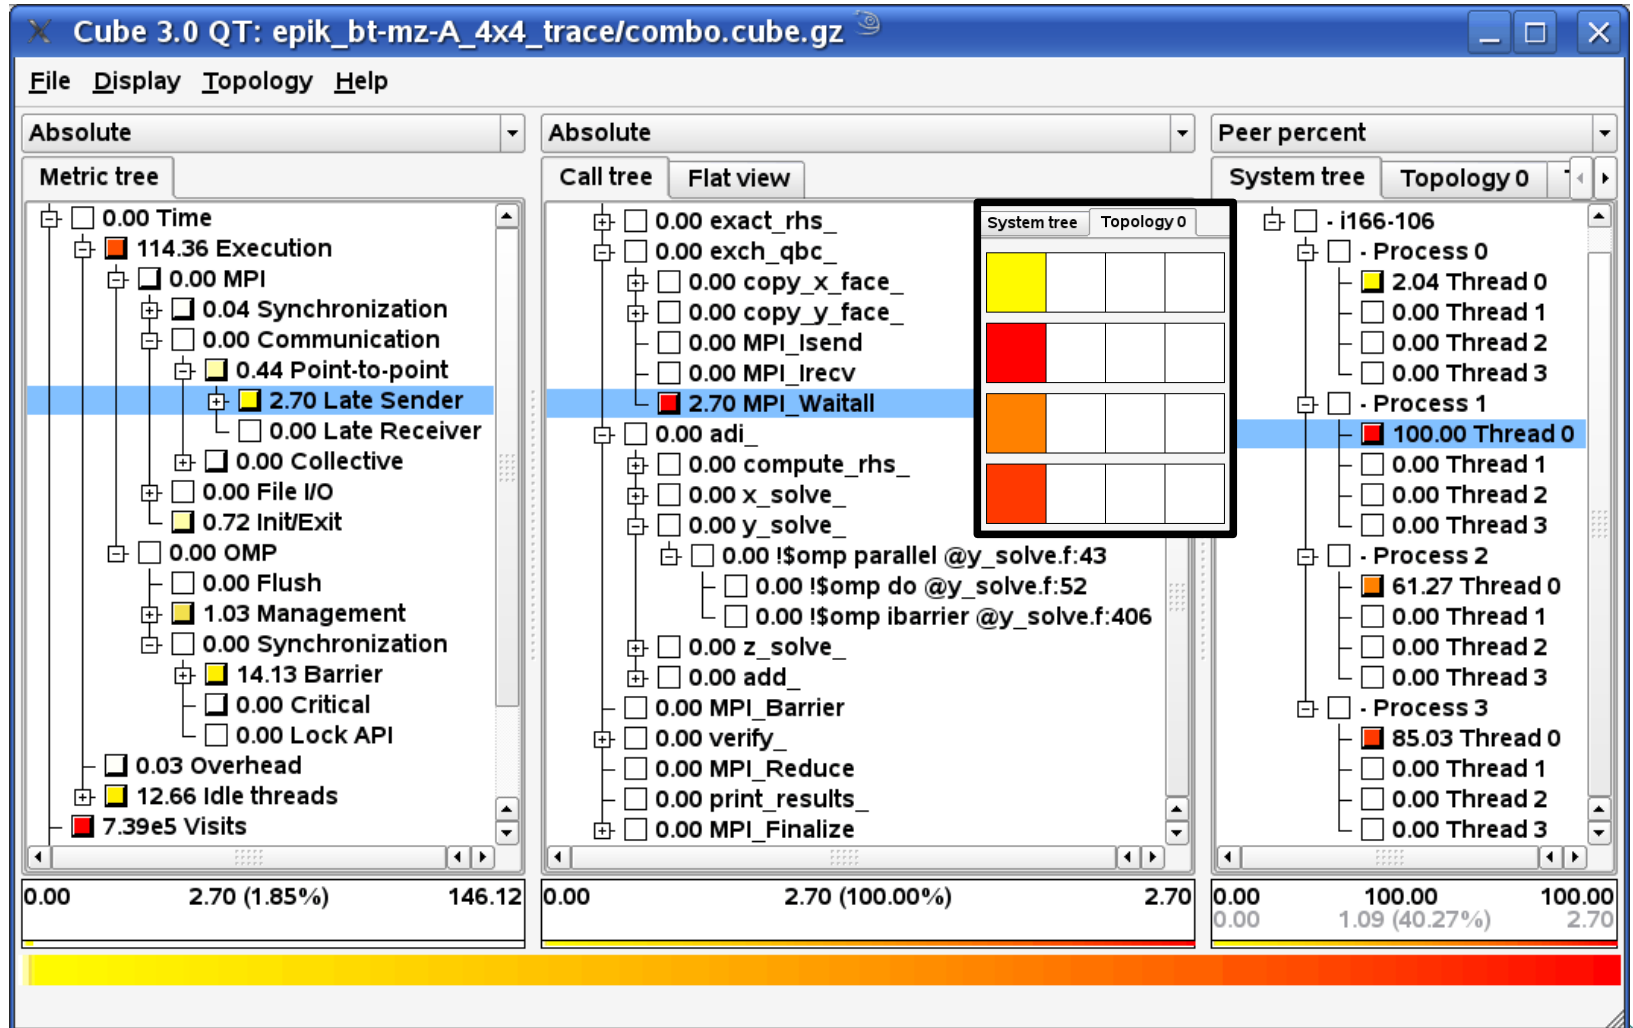 Cube 3.0 QT: epik_bt-mz-A_4x4_trace/combo.cube.gz
File Display Topology Help
Absolute
Metric tree
0.00 Time
114.36 Execution
0.00 MPI
0.04 Synchronization
0.00 Communication
0.44 Point-to-point
2.70 Late Sender
0.00 Late Receiver
0.00 Collective
0.00 File I/O
0.72 Init/Exit
0.00 OMP
0.00 Flush
1.03 Management
0.00 Synchronization
14.13 Barrier
0.00 Critical
0.00 Lock API
0.03 Overhead
12.66 Idle threads
7.39e5 Visits
0.00 2.70 (1.85%) 146.12
Absolute
Call tree Flat view
0.00 exact_rhs_
0.00 exch_qbc_
0.00 copy_x_face_
0.00 copy_y_face_
0.00 MPI_Isend
0.00 MPI_Irecv
2.70 MPI_Waitall
0.00 adi_
0.00 compute_rhs_
0.00 x_solve_
0.00 y_solve_
0.00 !$omp parallel @y_solve.f:43
0.00 !$omp do @y_solve.f:52
0.00 !$omp ibarrier @y_solve.f:406
0.00 z_solve_
0.00 add_
0.00 MPI_Barrier
0.00 verify_
0.00 MPI_Reduce
0.00 print_results_
0.00 MPI_Finalize
0.00 2.70 (100.00%) 2.70
System tree Topology 0
Peer percent
System tree Topology 0
- i166-106
- Process 0
2.04 Thread 0
0.00 Thread 1
0.00 Thread 2
0.00 Thread 3
- Process 1
100.00 Thread 0
0.00 Thread 1
0.00 Thread 2
0.00 Thread 3
- Process 2
61.27 Thread 0
0.00 Thread 1
0.00 Thread 2
0.00 Thread 3
- Process 3
85.03 Thread 0
0.00 Thread 1
0.00 Thread 2
0.00 Thread 3
0.00 100.00 100.00
0.00 1.09 (40.27%) 2.70